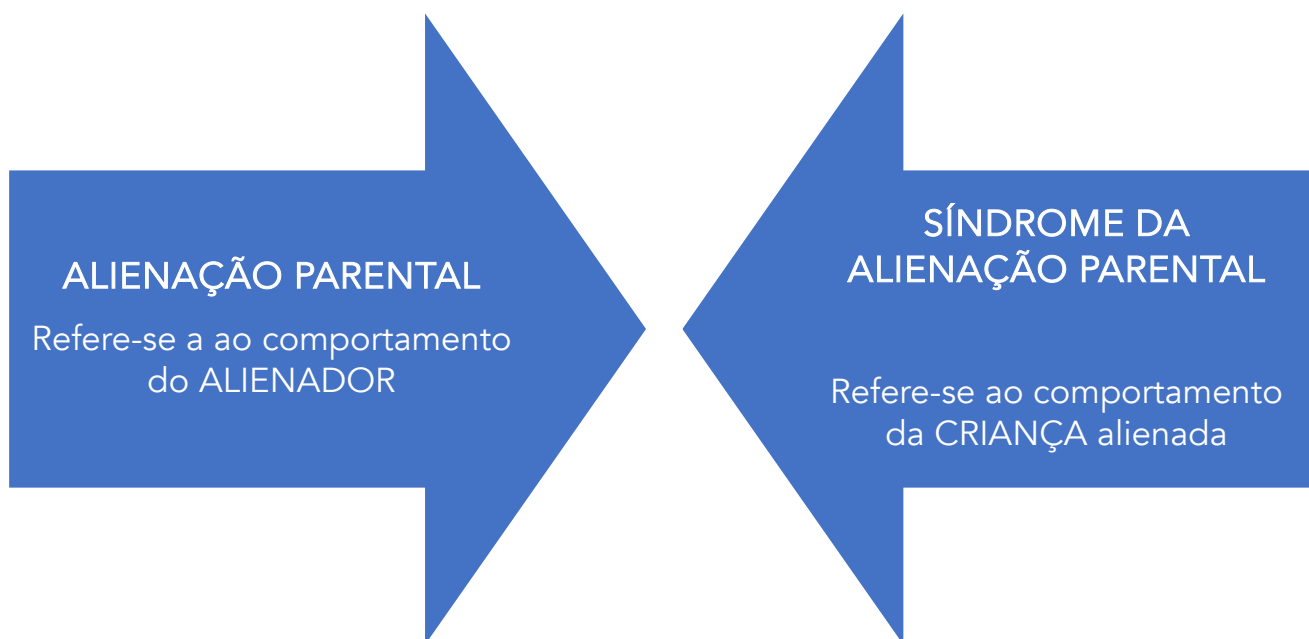 ALIENAÇÃO PARENTAL
Refere-se a ao comportamento
do ALIENADOR
SÍNDROME DA
ALIENAÇÃO PARENTAL
Refere-se ao comportamento
da CRIANÇA alienada